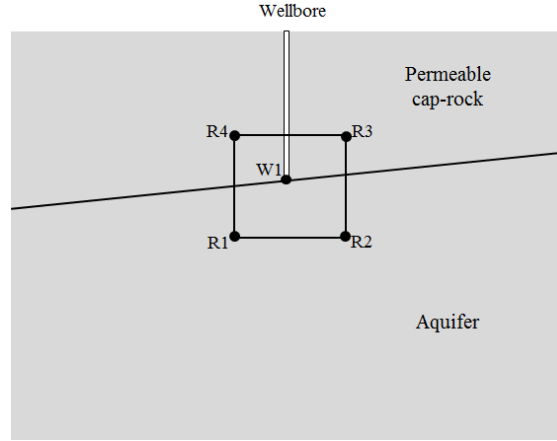 Wellbore
Permeable
cap-rock
R4
R3
W1
R1
R2
Aquifer